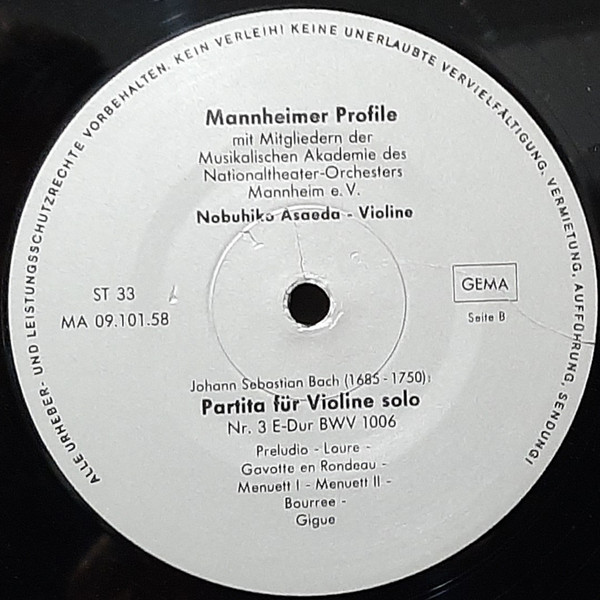 ALLE URHEBER- UND LEISTUNGSSCHUTZRECHTE VORBEHALTEN. KEIN VERLEIH! KEINE UNERLAUBTE VERVIELFÄLTIGUNG, VERMIETUNG, AUFFÜHRUNG, SENDUNG!
Mannheimer Profile
mit Mitgliedern der
Musikalischen Akademie des
Nationaltheater-Orchesters
Mannheim e. V.
Nobuhiko Asaeda - Violine
ST 33
MA 09.101.58
GEMA
Seite B
Johann Sebastian Bach (1685 - 1750):
Partita für Violine solo
Nr. 3 E-Dur BWV 1006
Preludio - Loure -
Gavotte en Rondeau -
Menuett I - Menuett II -
Bourree -
Gigue